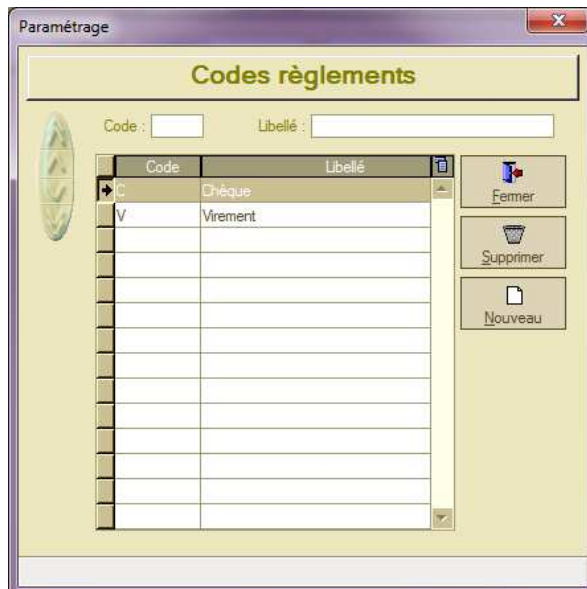 Paramétrage
Codes règlements
Code :
Libellé :
Code Libellé
C Chèque
V Virement
Fermer
Supprimer
Nouveau